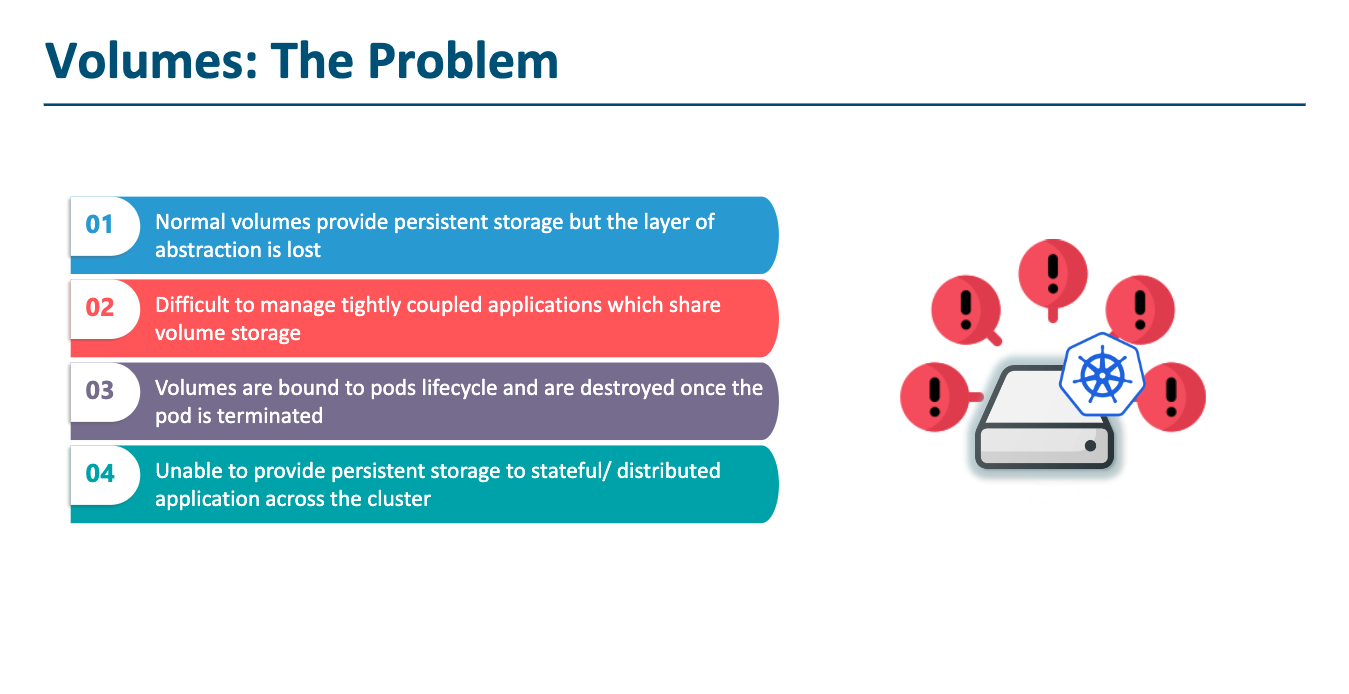 Volumes: The Problem
01
Normal volumes provide persistent storage but the layer of
abstraction is lost
02
Difficult to manage tightly coupled applications which share
volume storage
03
Volumes are bound to pods lifecycle and are destroyed once the
pod is terminated
04
Unable to provide persistent storage to stateful/ distributed
application across the cluster